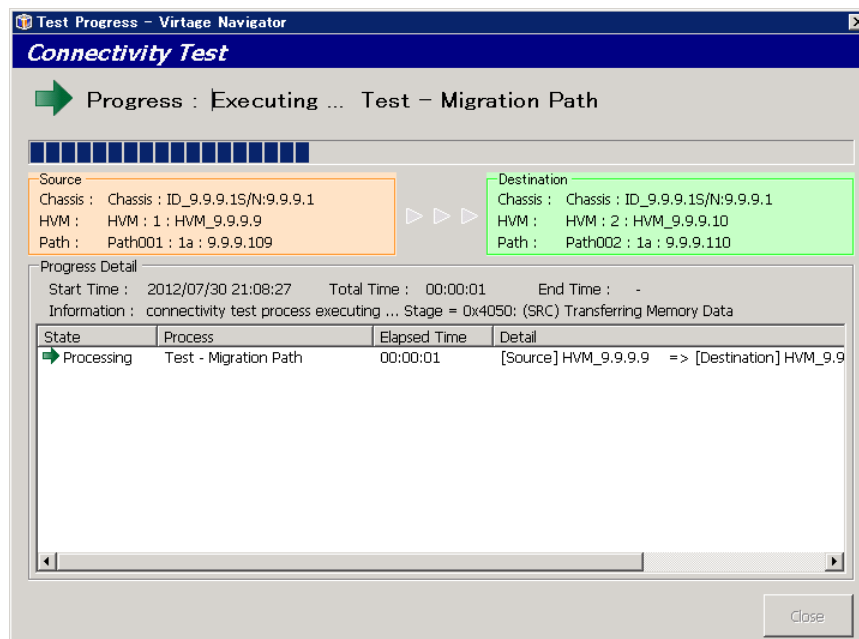 Test Progress - Virtage Navigator
Connectivity Test
Progress : Executing ... Test - Migration Path
Source
Chassis : Chassis : ID_9.9.9.1S/N:9.9.9.1
HVM : HVM : 1 : HVM_9.9.9.9
Path : Path001 : 1a : 9.9.9.109
Destination
Chassis : Chassis : ID_9.9.9.1S/N:9.9.9.1
HVM : HVM : 2 : HVM_9.9.9.10
Path : Path002 : 1a : 9.9.9.110
Progress Detail
Start Time : 2012/07/30 21:08:27 Total Time : 00:00:01 End Time : -
Information : connectivity test process executing ... Stage = 0x4050: (SRC) Transferring Memory Data
State Process Elapsed Time Detail
Processing Test - Migration Path 00:00:01 [Source] HVM_9.9.9.9 => [Destination] HVM_9.9
Close